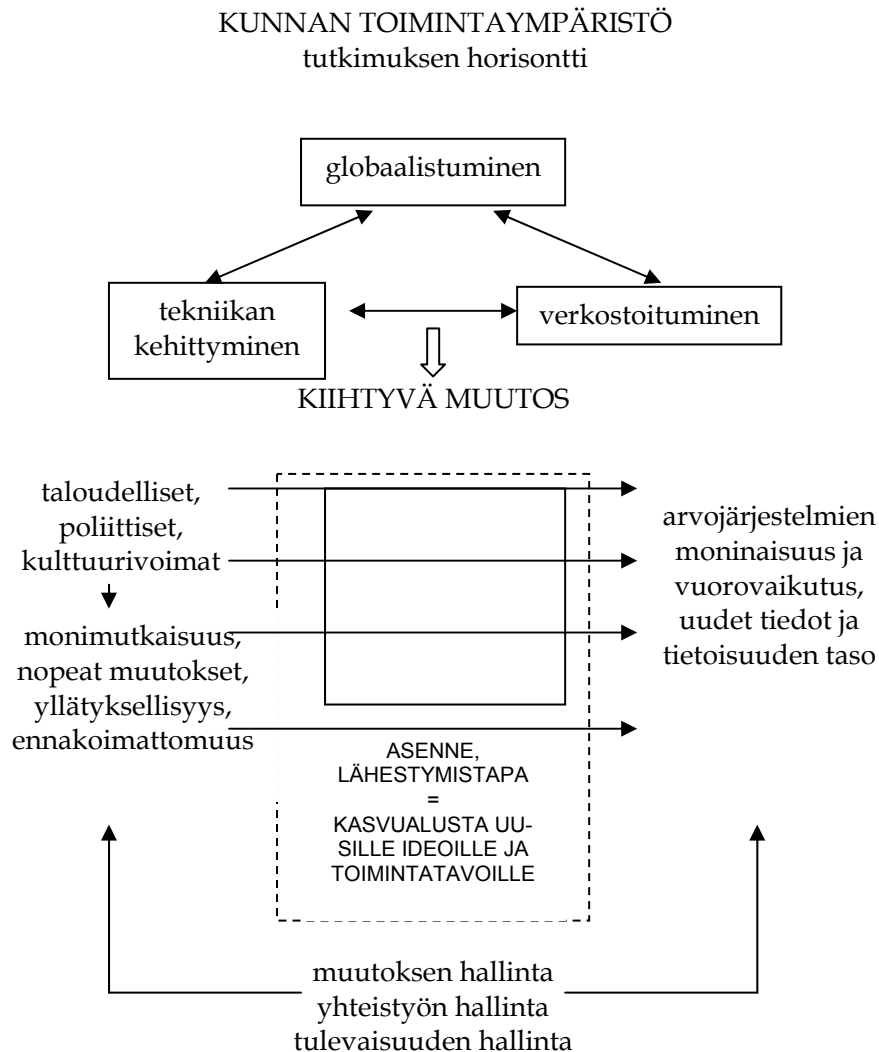 KUNNAN TOIMINTAYMPÄRISTÖ
tutkimuksen horisontti
globaalistuminen
tekniikan
kehittyminen
verkostoituminen
KIIHTYVÄ MUUTOS
taloudelliset,
poliittiset,
kulttuurivoimat
monimutkaisuus,
nopeat muutokset,
yllätyksellisyys,
ennakoimattomuus
arvojärjestelmien
moninaisuus ja
vuorovaikutus,
uudet tiedot ja
tietoisuuden taso
ASENNE,
LÄHESTYMISTAPA
=
KASVUALUSTA UU-
SILLE IDEOILLE JA
TOIMINTATAVOILLE
muutoksen hallinta
yhteistyön hallinta
tulevaisuuden hallinta